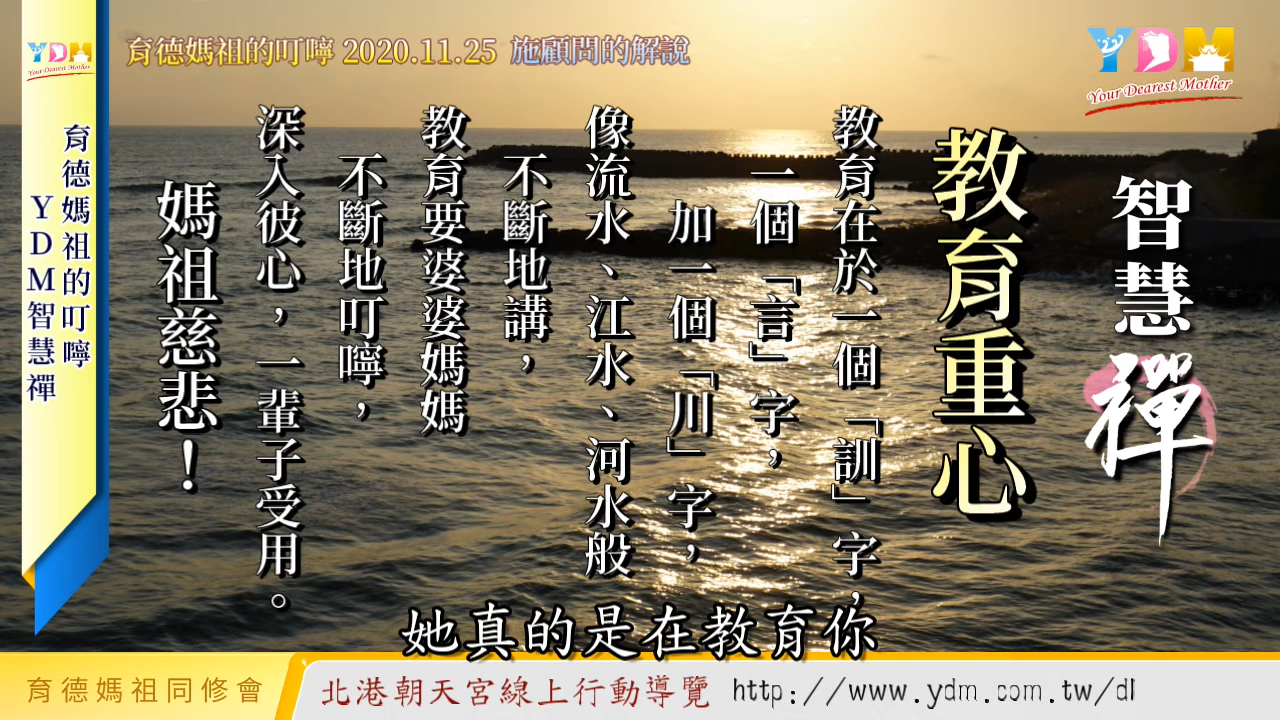 育德媽祖的叮嚀 2020.11.25 施顧問的解說
YDM
Your Dearest Mother
育德媽祖的叮嚀
YDM智慧禪
YDM
Your Dearest Mother
智慧禪
教育重心
教育在於一個「訓」字,
一個「言」字,
加一個「川」字,
像流水、江水、河水般
不斷地講,
教育要婆婆媽媽
不斷地叮嚀,
深入彼心,一輩子受用。
媽祖慈悲！
她真的是在教育你
育德媽祖同修會
北港朝天宮線上行動導覽 http://www.ydm.com.tw/dl